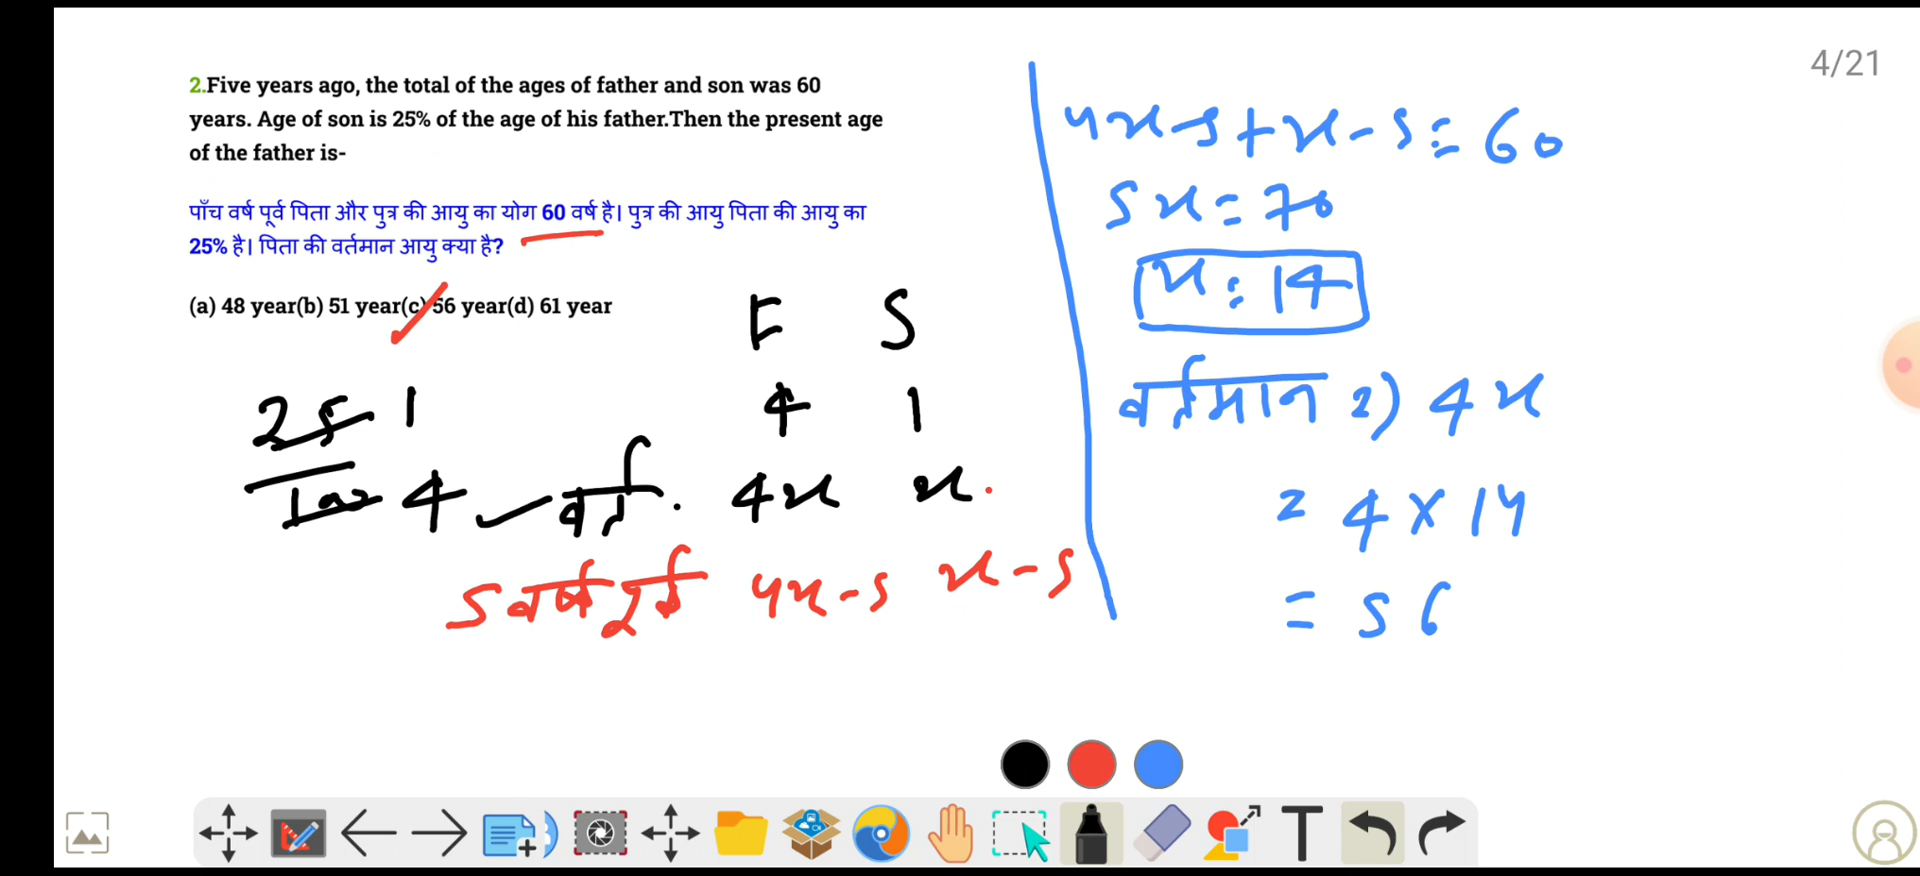 4/21
2.Five years ago, the total of the ages of father and son was 60
years. Age of son is 25% of the age of his father.Then the present age
of the father is-
पाँच वर्ष पूर्व पिता और पुत्र की आयु का योग 60 वर्ष है। पुत्र की आयु पिता की आयु का
25% है। पिता की वर्तमान आयु क्या है?
(a) 48 year(b) 51 year(c) 56 year(d) 61 year
F S
25 1 4 1
100 4 वर्त. 4x x
5 वर्ष पूर्व 4x-5 x-5
4x-5+x-5=60
5x=70
x=14
वर्तमान = 4x
= 4×14
= 56
T